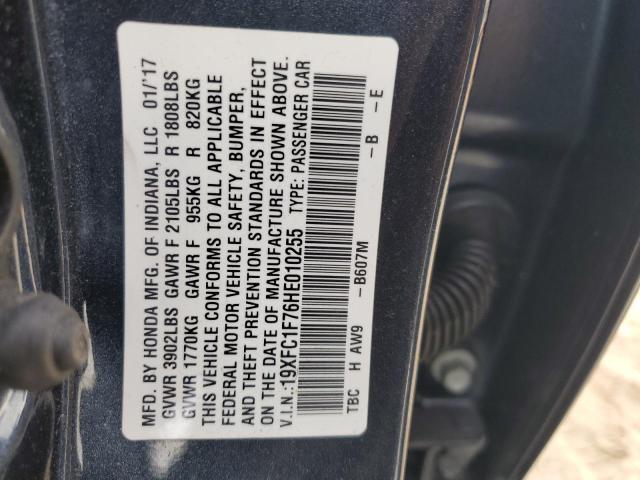 MFD. BY HONDA MFG. OF INDIANA, LLC 01/'17
GVWR 3902LBS GAWR F 2105LBS R 1808LBS
GVWR 1770KG GAWR F 955KG R 820KG
THIS VEHICLE CONFORMS TO ALL APPLICABLE
FEDERAL MOTOR VEHICLE SAFETY, BUMPER,
AND THEFT PREVENTION STANDARDS IN EFFECT
ON THE DATE OF MANUFACTURE SHOWN ABOVE.
V.I.N.:19XFC1F76HE010255 TYPE: PASSENGER CAR
TBC H AW9 -B607M -B -E